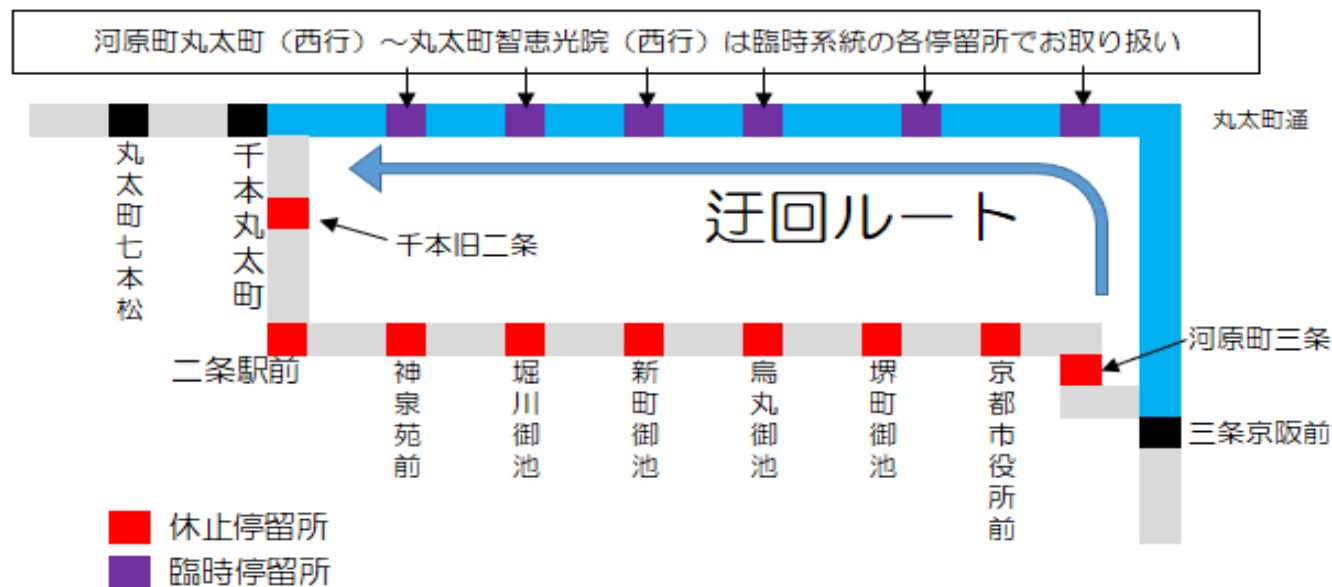 河原町丸太町（西行）～丸太町智恵光院（西行）は臨時系統の各停留所でお取り扱い
丸太町通
丸太町七本松
千本丸太町
迂回ルート
千本旧二条
河原町三条
二条駅前
神泉苑前
堀川御池
新町御池
烏丸御池
堺町御池
京都市役所前
三条京阪前
休止停留所
臨時停留所